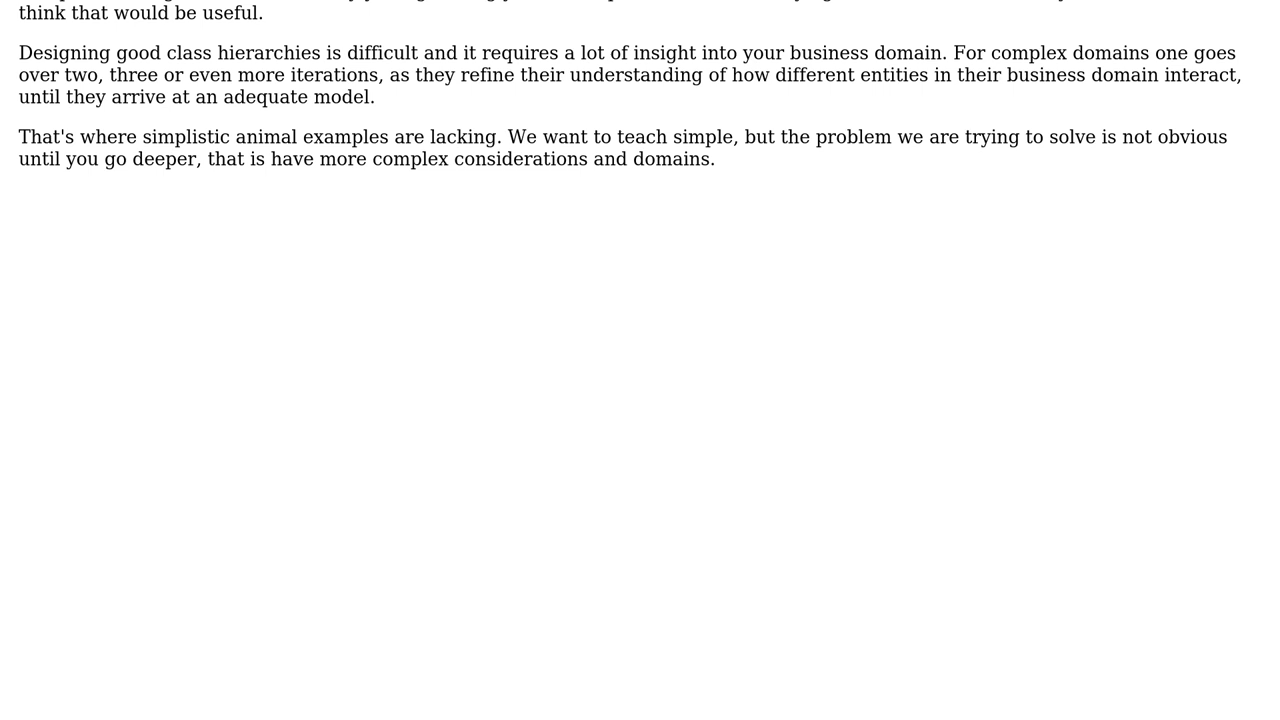 think that would be useful.
Designing good class hierarchies is difficult and it requires a lot of insight into your business domain. For complex domains one goes
over two, three or even more iterations, as they refine their understanding of how different entities in their business domain interact,
until they arrive at an adequate model.
That's where simplistic animal examples are lacking. We want to teach simple, but the problem we are trying to solve is not obvious
until you go deeper, that is have more complex considerations and domains.